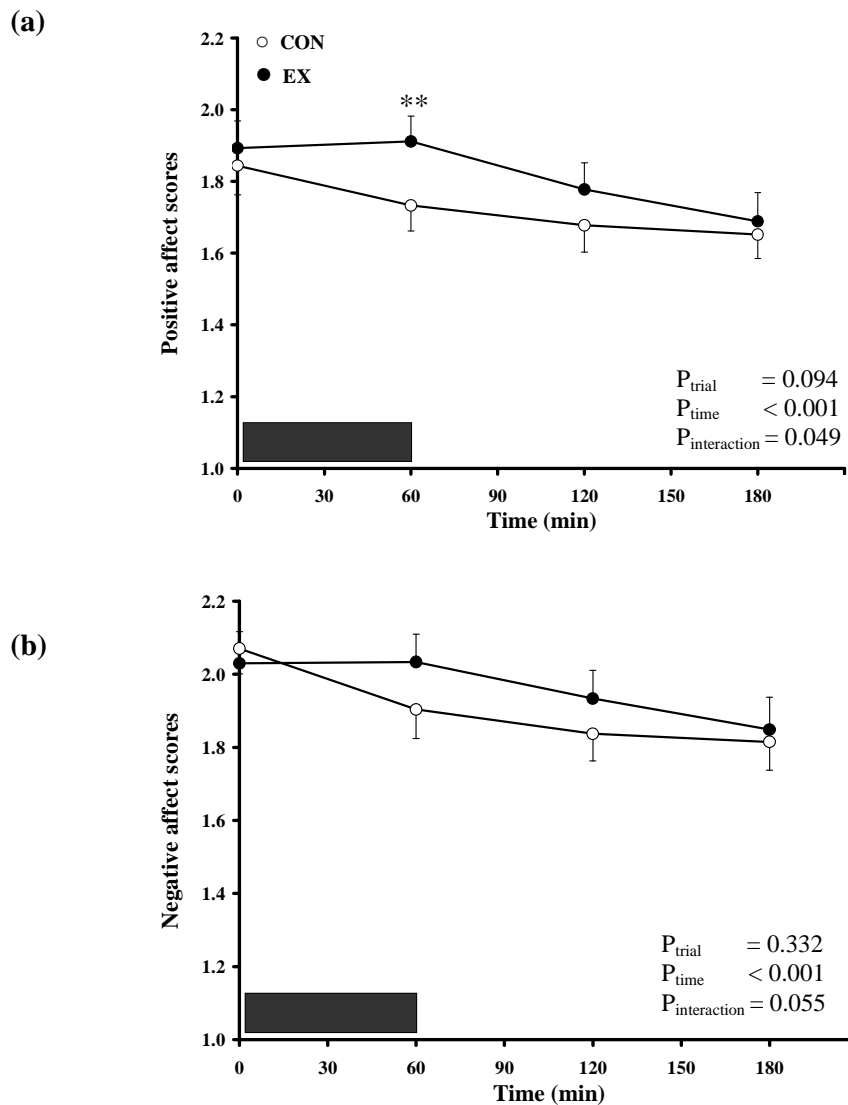 (a)
2.2
CON
EX
2.0
**
1.8
1.6
1.4
1.2
1.0
Positive affect scores
P_trial = 0.094
P_time < 0.001
P_interaction = 0.049
0 30 60 90 120 150 180
Time (min)
(b)
2.2
2.0
1.8
1.6
1.4
1.2
1.0
Negative affect scores
P_trial = 0.332
P_time < 0.001
P_interaction = 0.055
0 30 60 90 120 150 180
Time (min)